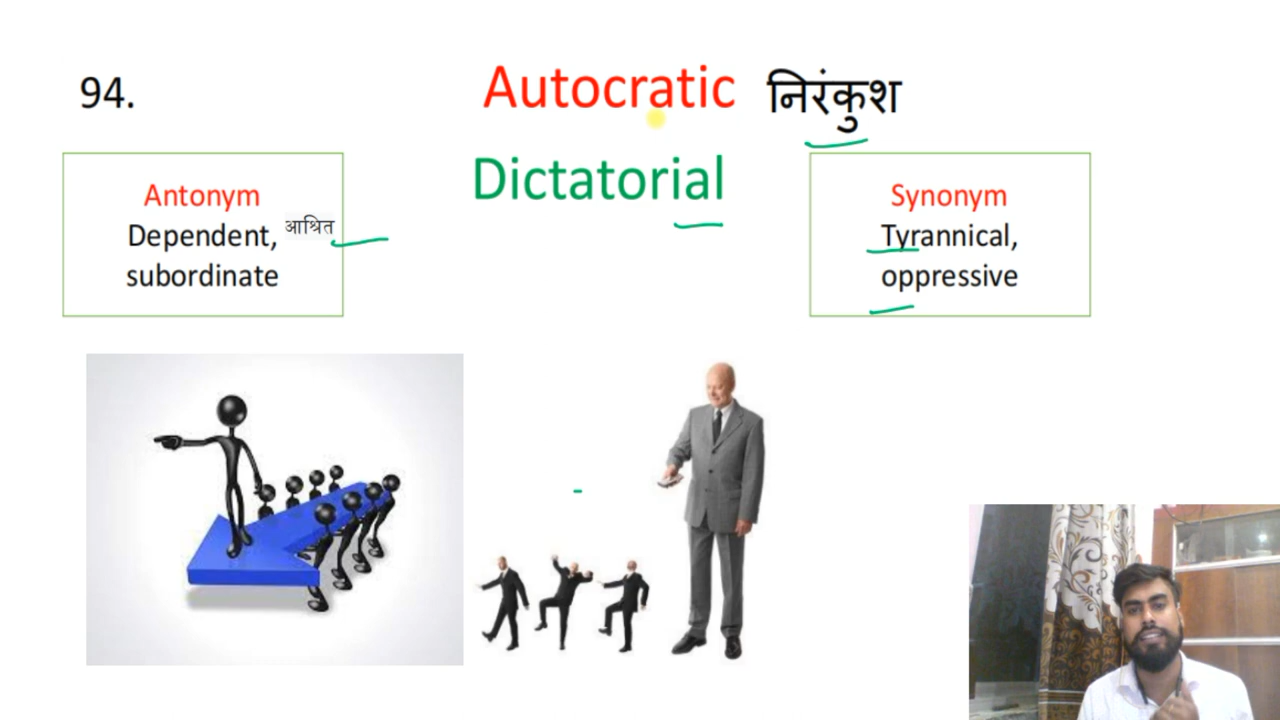 94.
Autocratic निरंकुश
Dictatorial
Antonym
Dependent, आश्रित
subordinate
Synonym
Tyrannical,
oppressive